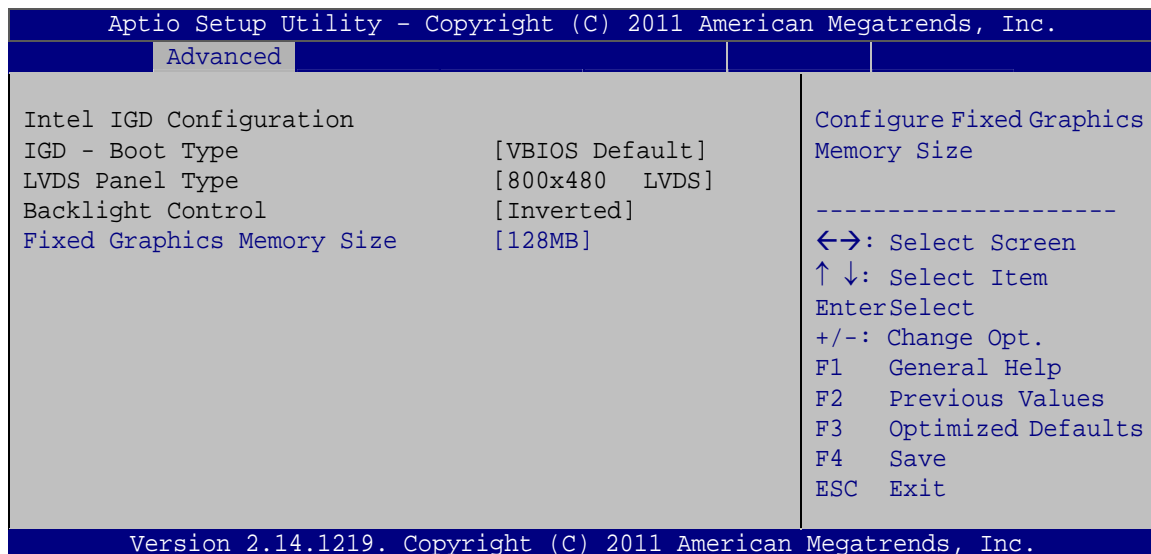 Aptio Setup Utility – Copyright (C) 2011 American Megatrends, Inc.
Advanced
Intel IGD Configuration
IGD - Boot Type [VBIOS Default]
LVDS Panel Type [800x480 LVDS]
Backlight Control [Inverted]
Fixed Graphics Memory Size [128MB]
Configure Fixed Graphics
Memory Size
---------------------
←→: Select Screen
↑ ↓: Select Item
EnterSelect
+/-: Change Opt.
F1 General Help
F2 Previous Values
F3 Optimized Defaults
F4 Save
ESC Exit
Version 2.14.1219. Copyright (C) 2011 American Megatrends, Inc.